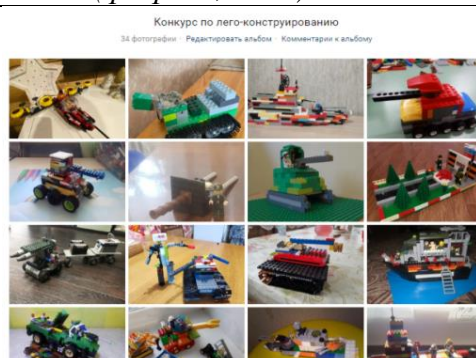 Конкурс по лего-конструированию
34 фотографии · Редактировать альбом · Комментарии к альбому